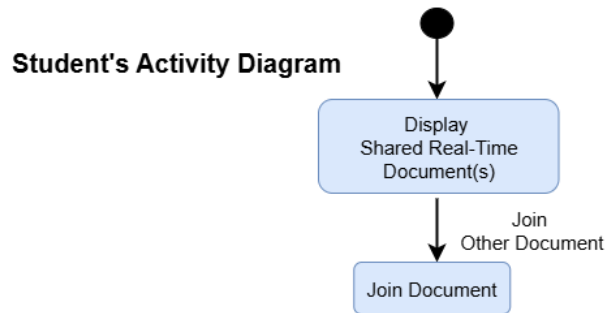 Student's Activity Diagram
Display
Shared Real-Time
Document(s)
Join
Other Document
Join Document